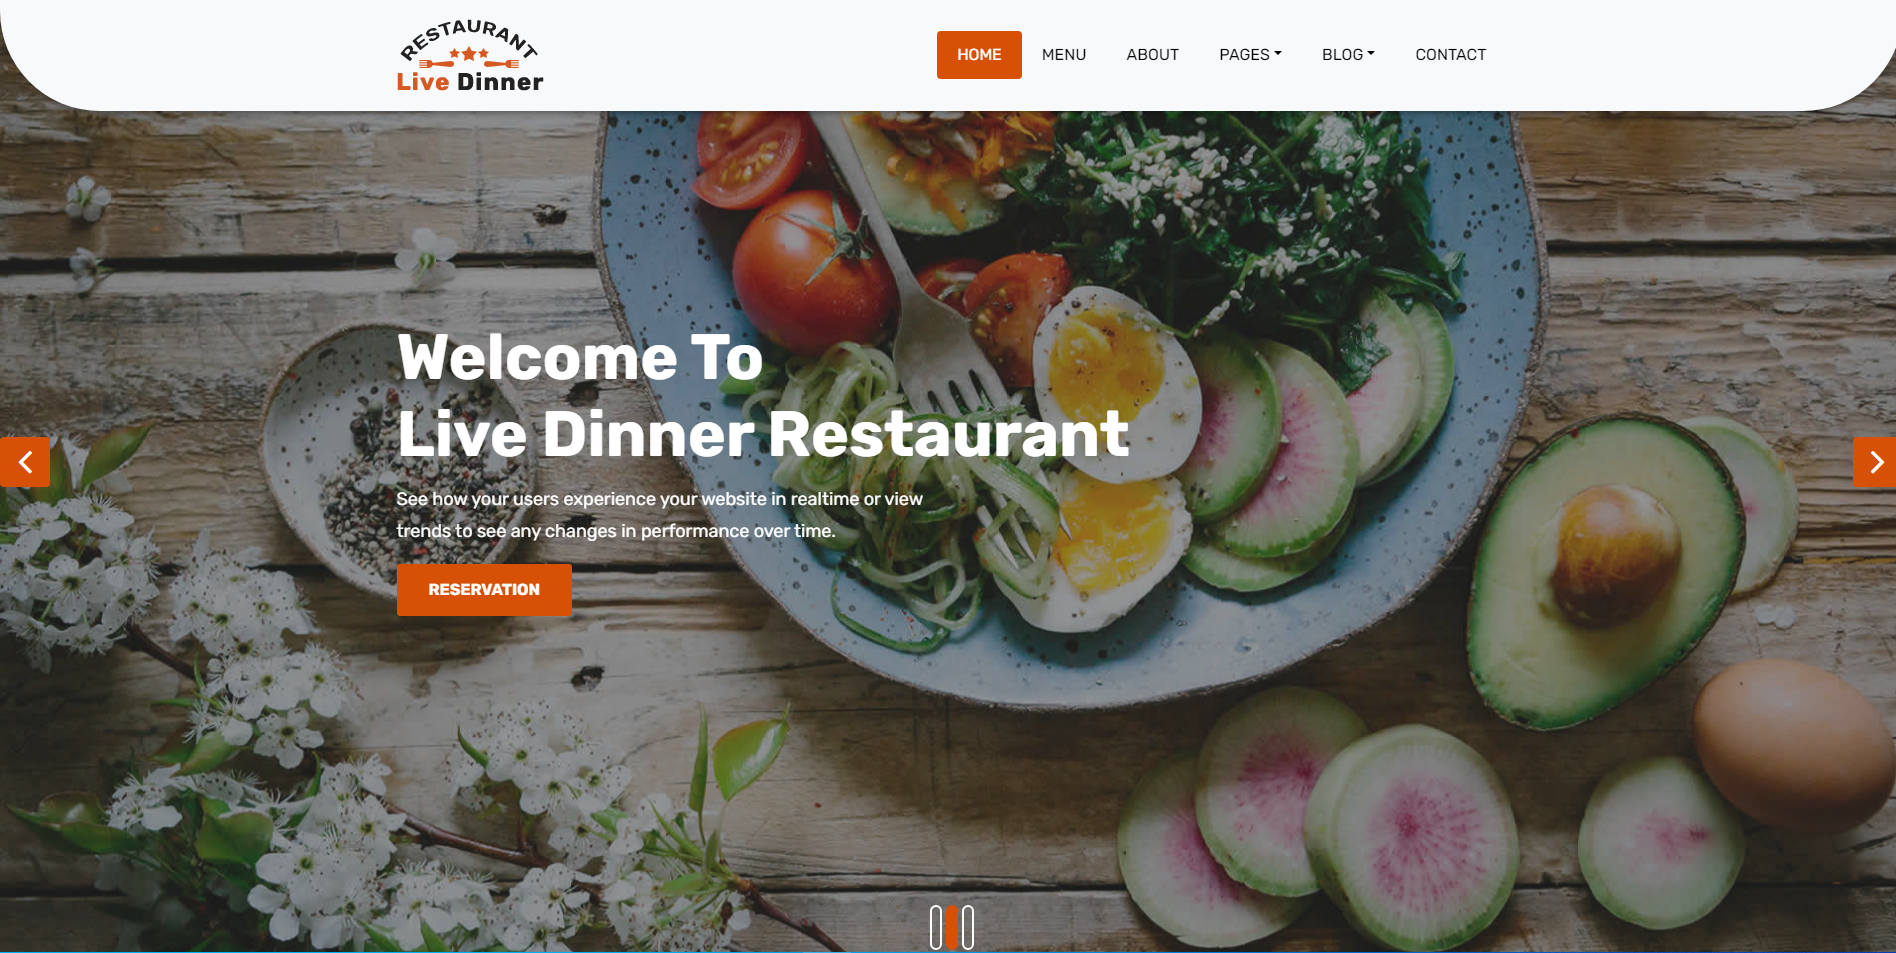 RESTAURANT
Live Dinner
HOME MENU ABOUT PAGES BLOG CONTACT
Welcome To
Live Dinner Restaurant
See how your users experience your website in realtime or view
trends to see any changes in performance over time.
RESERVATION